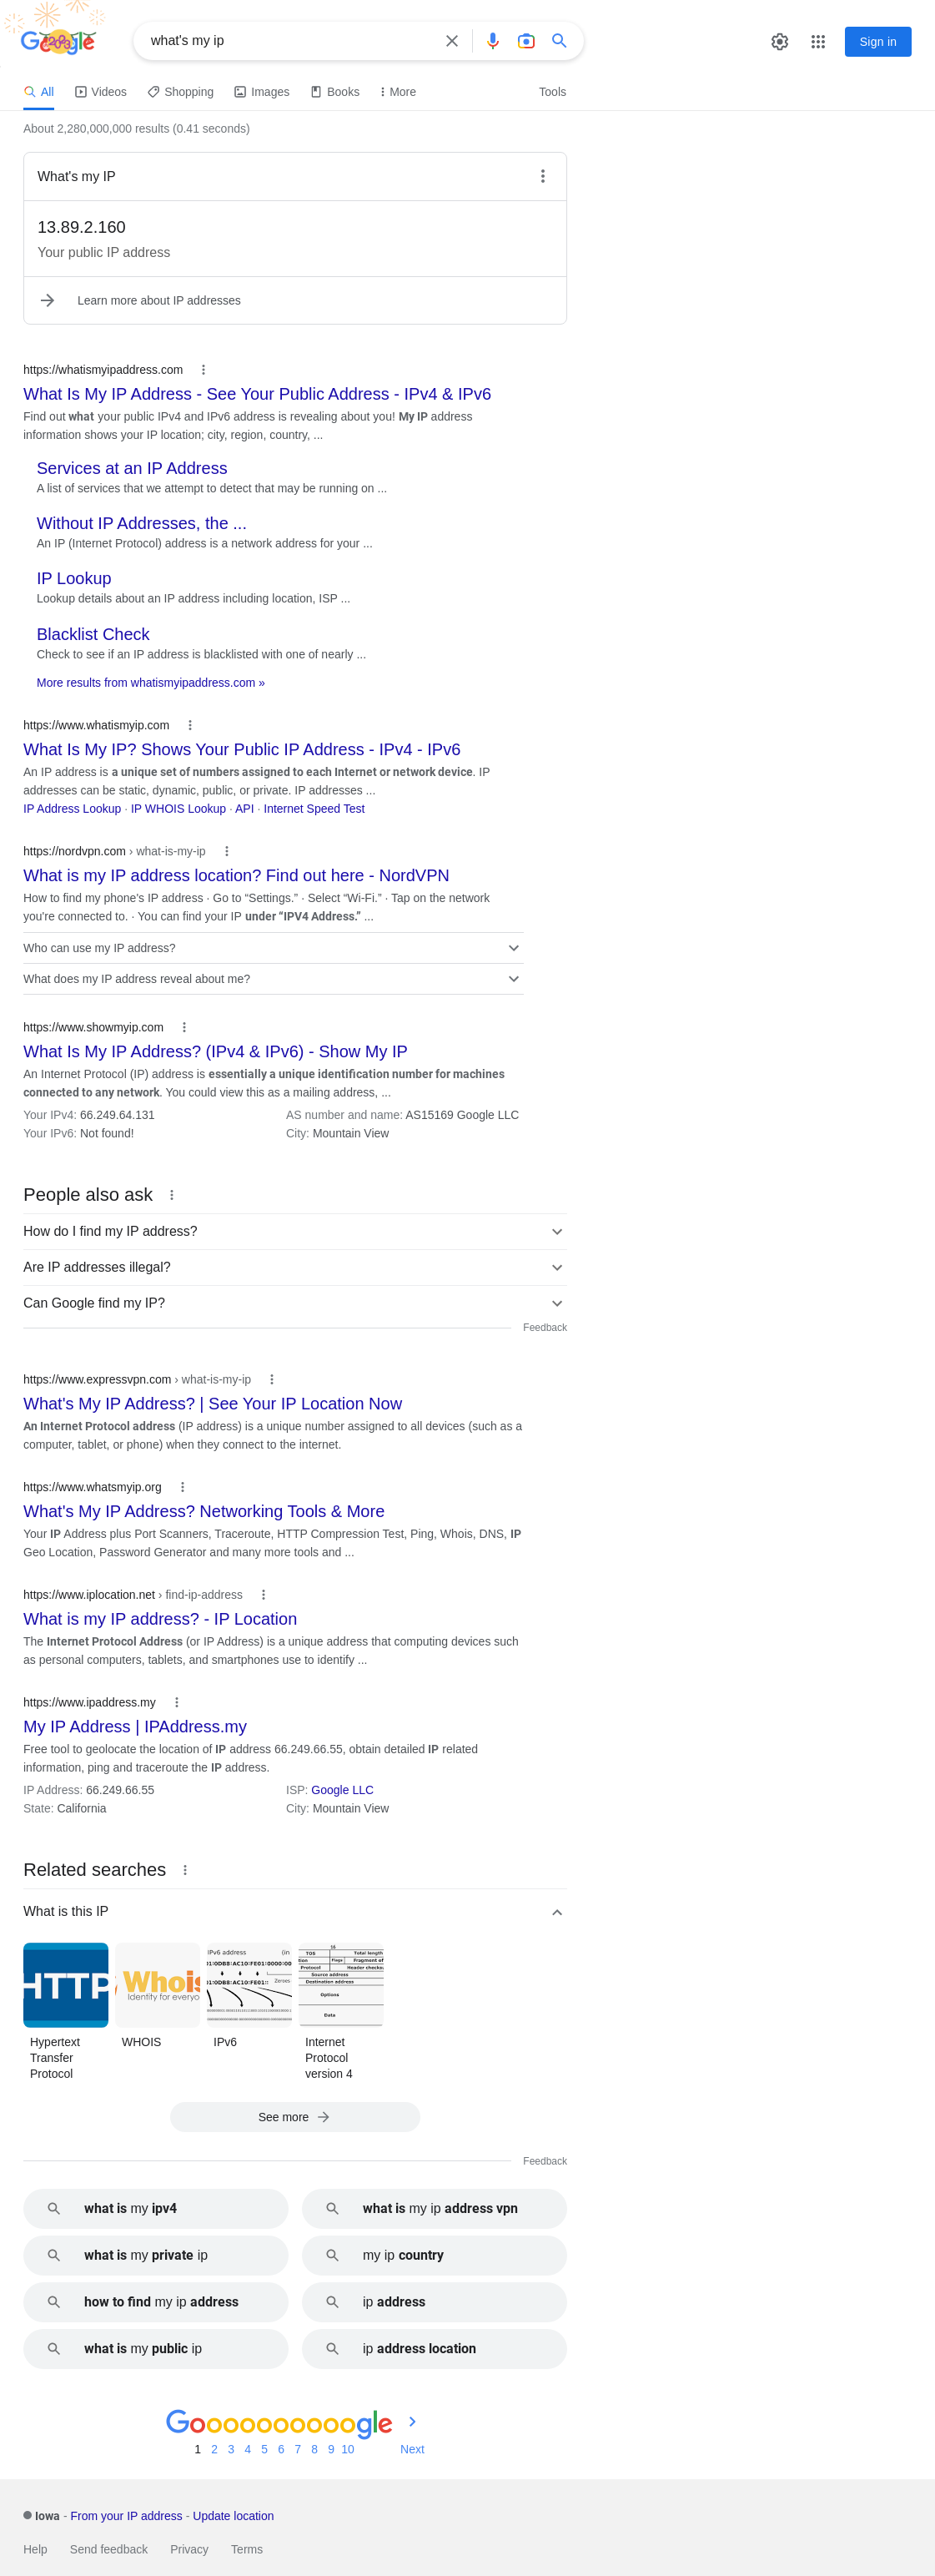 Google
2023
what's my ip
Sign in
All
Videos
Shopping
Images
Books
More
Tools
About 2,280,000,000 results (0.41 seconds)
What's my IP
13.89.2.160
Your public IP address
Learn more about IP addresses
https://whatismyipaddress.com
What Is My IP Address - See Your Public Address - IPv4 & IPv6
Find out what your public IPv4 and IPv6 address is revealing about you! My IP address
information shows your IP location; city, region, country, ...
Services at an IP Address
A list of services that we attempt to detect that may be running on ...
Without IP Addresses, the ...
An IP (Internet Protocol) address is a network address for your ...
IP Lookup
Lookup details about an IP address including location, ISP ...
Blacklist Check
Check to see if an IP address is blacklisted with one of nearly ...
More results from whatismyipaddress.com »
https://www.whatismyip.com
What Is My IP? Shows Your Public IP Address - IPv4 - IPv6
An IP address is a unique set of numbers assigned to each Internet or network device. IP
addresses can be static, dynamic, public, or private. IP addresses ...
IP Address Lookup · IP WHOIS Lookup · API · Internet Speed Test
https://nordvpn.com › what-is-my-ip
What is my IP address location? Find out here - NordVPN
How to find my phone's IP address · Go to “Settings.” · Select “Wi-Fi.” · Tap on the network
you're connected to. · You can find your IP under “IPV4 Address.” ...
Who can use my IP address?
What does my IP address reveal about me?
https://www.showmyip.com
What Is My IP Address? (IPv4 & IPv6) - Show My IP
An Internet Protocol (IP) address is essentially a unique identification number for machines
connected to any network. You could view this as a mailing address, ...
Your IPv4: 66.249.64.131
AS number and name: AS15169 Google LLC
Your IPv6: Not found!
City: Mountain View
People also ask
How do I find my IP address?
Are IP addresses illegal?
Can Google find my IP?
Feedback
https://www.expressvpn.com › what-is-my-ip
What's My IP Address? | See Your IP Location Now
An Internet Protocol address (IP address) is a unique number assigned to all devices (such as a
computer, tablet, or phone) when they connect to the internet.
https://www.whatsmyip.org
What's My IP Address? Networking Tools & More
Your IP Address plus Port Scanners, Traceroute, HTTP Compression Test, Ping, Whois, DNS, IP
Geo Location, Password Generator and many more tools and ...
https://www.iplocation.net › find-ip-address
What is my IP address? - IP Location
The Internet Protocol Address (or IP Address) is a unique address that computing devices such
as personal computers, tablets, and smartphones use to identify ...
https://www.ipaddress.my
My IP Address | IPAddress.my
Free tool to geolocate the location of IP address 66.249.66.55, obtain detailed IP related
information, ping and traceroute the IP address.
IP Address: 66.249.66.55
ISP: Google LLC
State: California
City: Mountain View
Related searches
What is this IP
HTTP
Whois
Identity for everyo
IPv6 address (in
Zeroes
16
TOS Total length
Flags Fragment of
Protocol Header checksu
Source address
Destination address
Options
Data
Hypertext
Transfer
Protocol
WHOIS
IPv6
Internet
Protocol
version 4
See more
Feedback
what is my ipv4
what is my ip address vpn
what is my private ip
my ip country
how to find my ip address
ip address
what is my public ip
ip address location
Goooooooooogle
1 2 3 4 5 6 7 8 9 10 Next
Iowa - From your IP address - Update location
Help Send feedback Privacy Terms